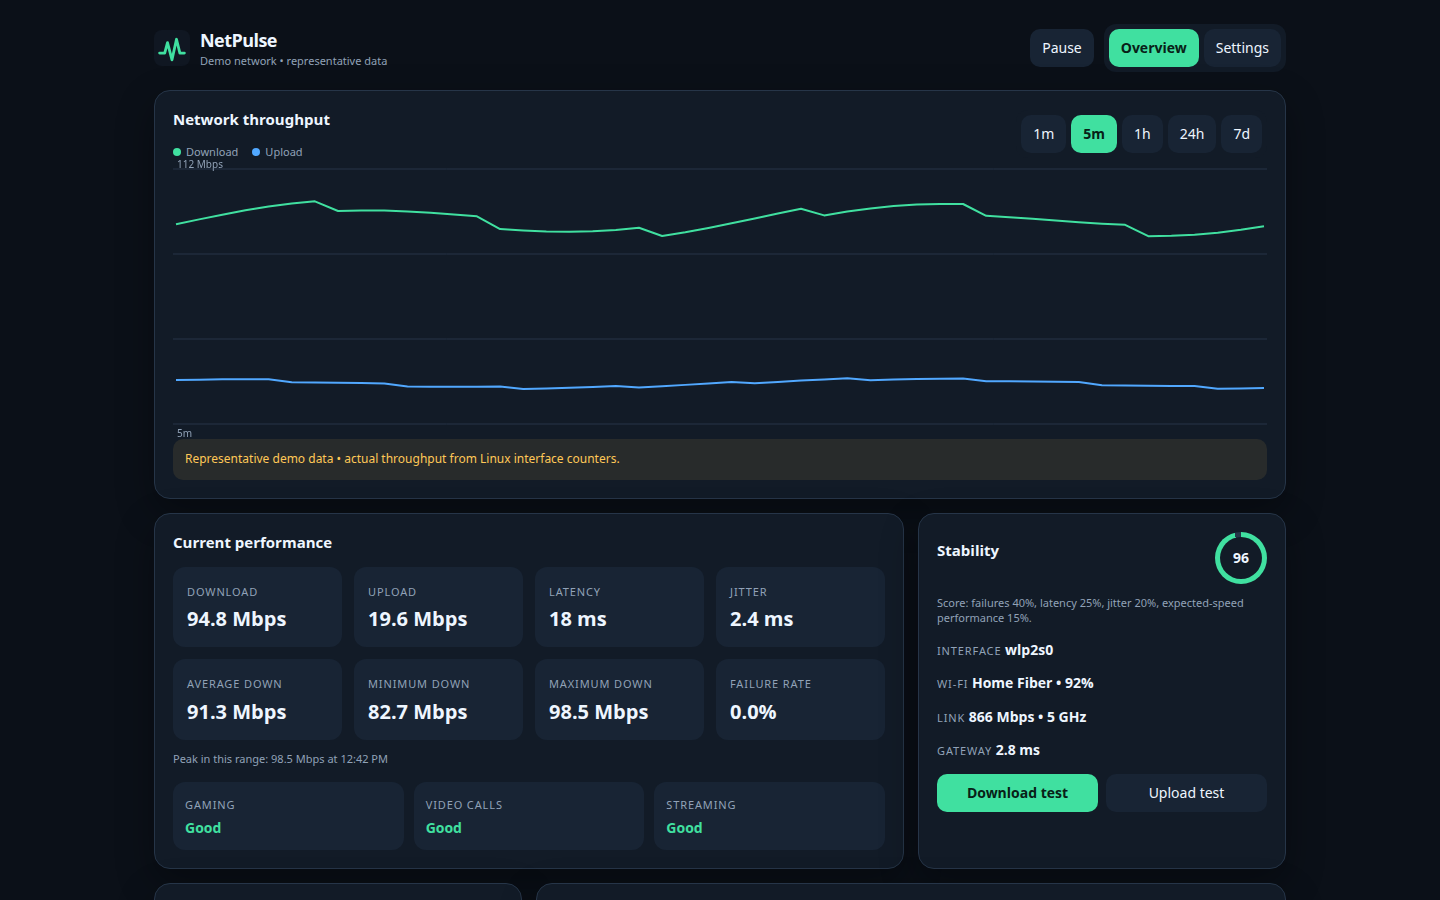 NetPulse
Demo network • representative data
Pause
Overview
Settings
Network throughput
1m
5m
1h
24h
7d
Download
Upload
112 Mbps
5m
Representative demo data • actual throughput from Linux interface counters.
Current performance
DOWNLOAD
94.8 Mbps
UPLOAD
19.6 Mbps
LATENCY
18 ms
JITTER
2.4 ms
AVERAGE DOWN
91.3 Mbps
MINIMUM DOWN
82.7 Mbps
MAXIMUM DOWN
98.5 Mbps
FAILURE RATE
0.0%
Peak in this range: 98.5 Mbps at 12:42 PM
GAMING
Good
VIDEO CALLS
Good
STREAMING
Good
Stability
96
Score: failures 40%, latency 25%, jitter 20%, expected-speed
performance 15%.
INTERFACE wlp2s0
WI-FI Home Fiber • 92%
LINK 866 Mbps • 5 GHz
GATEWAY 2.8 ms
Download test
Upload test